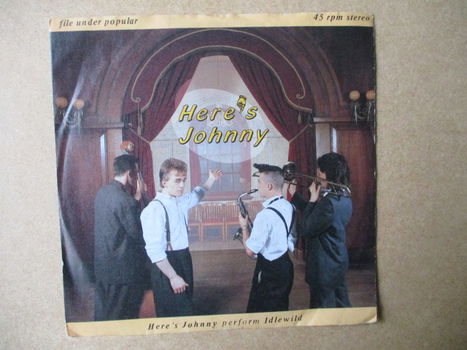 file under popular
45 rpm stereo
Here's
Johnny
Here's Johnny perform Idlewild